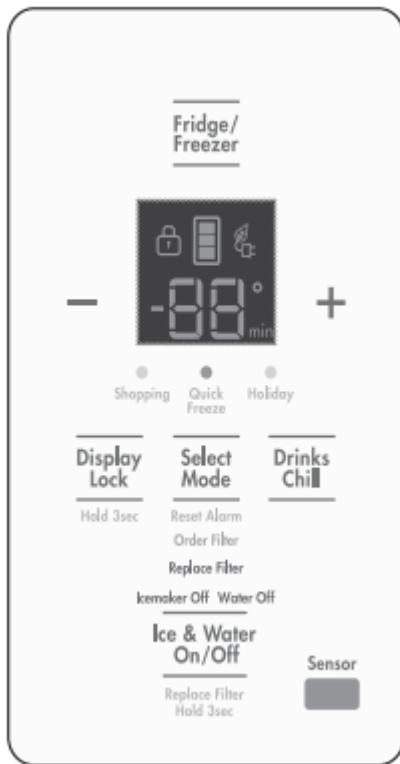 Fridge/
Freezer
- -88° +
min
Shopping Quick Holiday
Freeze
Display Select Drinks
Lock Mode Chill
Hold 3sec Reset Alarm
Order Filter
Replace Filter
Icemaker Off Water Off
Ice & Water
On/Off
Sensor
Replace Filter
Hold 3sec